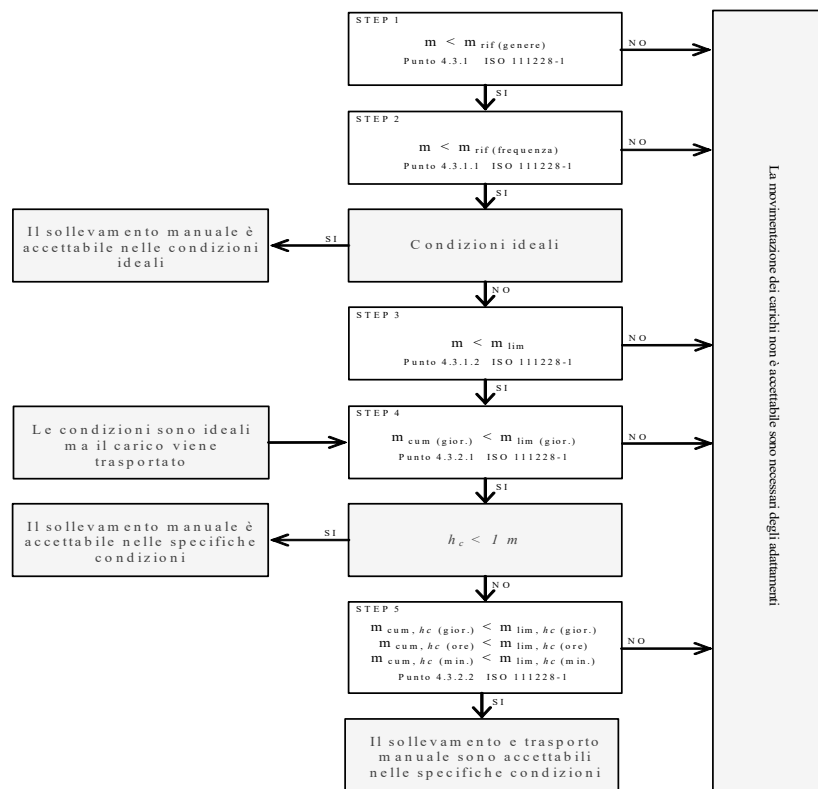 STEP 1
m < m rif (genere)
Punto 4.3.1 ISO 111228-1
NO
SI
STEP 2
m < m rif (frequenza)
Punto 4.3.1.1 ISO 111228-1
NO
SI
Il sollevamento manuale è
accettabile nelle condizioni
ideali
SI
Condizioni ideali
NO
STEP 3
m < m lim
Punto 4.3.1.2 ISO 111228-1
NO
SI
Le condizioni sono ideali
ma il carico viene
trasportato
STEP 4
m cum (gior.) < m lim (gior.)
Punto 4.3.2.1 ISO 111228-1
NO
SI
Il sollevamento manuale è
accettabile nelle specifiche
condizioni
SI
hc < 1 m
NO
STEP 5
m cum, hc (gior.) < m lim, hc (gior.)
m cum, hc (ore) < m lim, hc (ore)
m cum, hc (min.) < m lim, hc (min.)
Punto 4.3.2.2 ISO 111228-1
NO
SI
Il sollevamento e trasporto
manuale sono accettabili
nelle specifiche condizioni
La movimentazione dei carichi non è accettabile sono necessari degli adattamenti